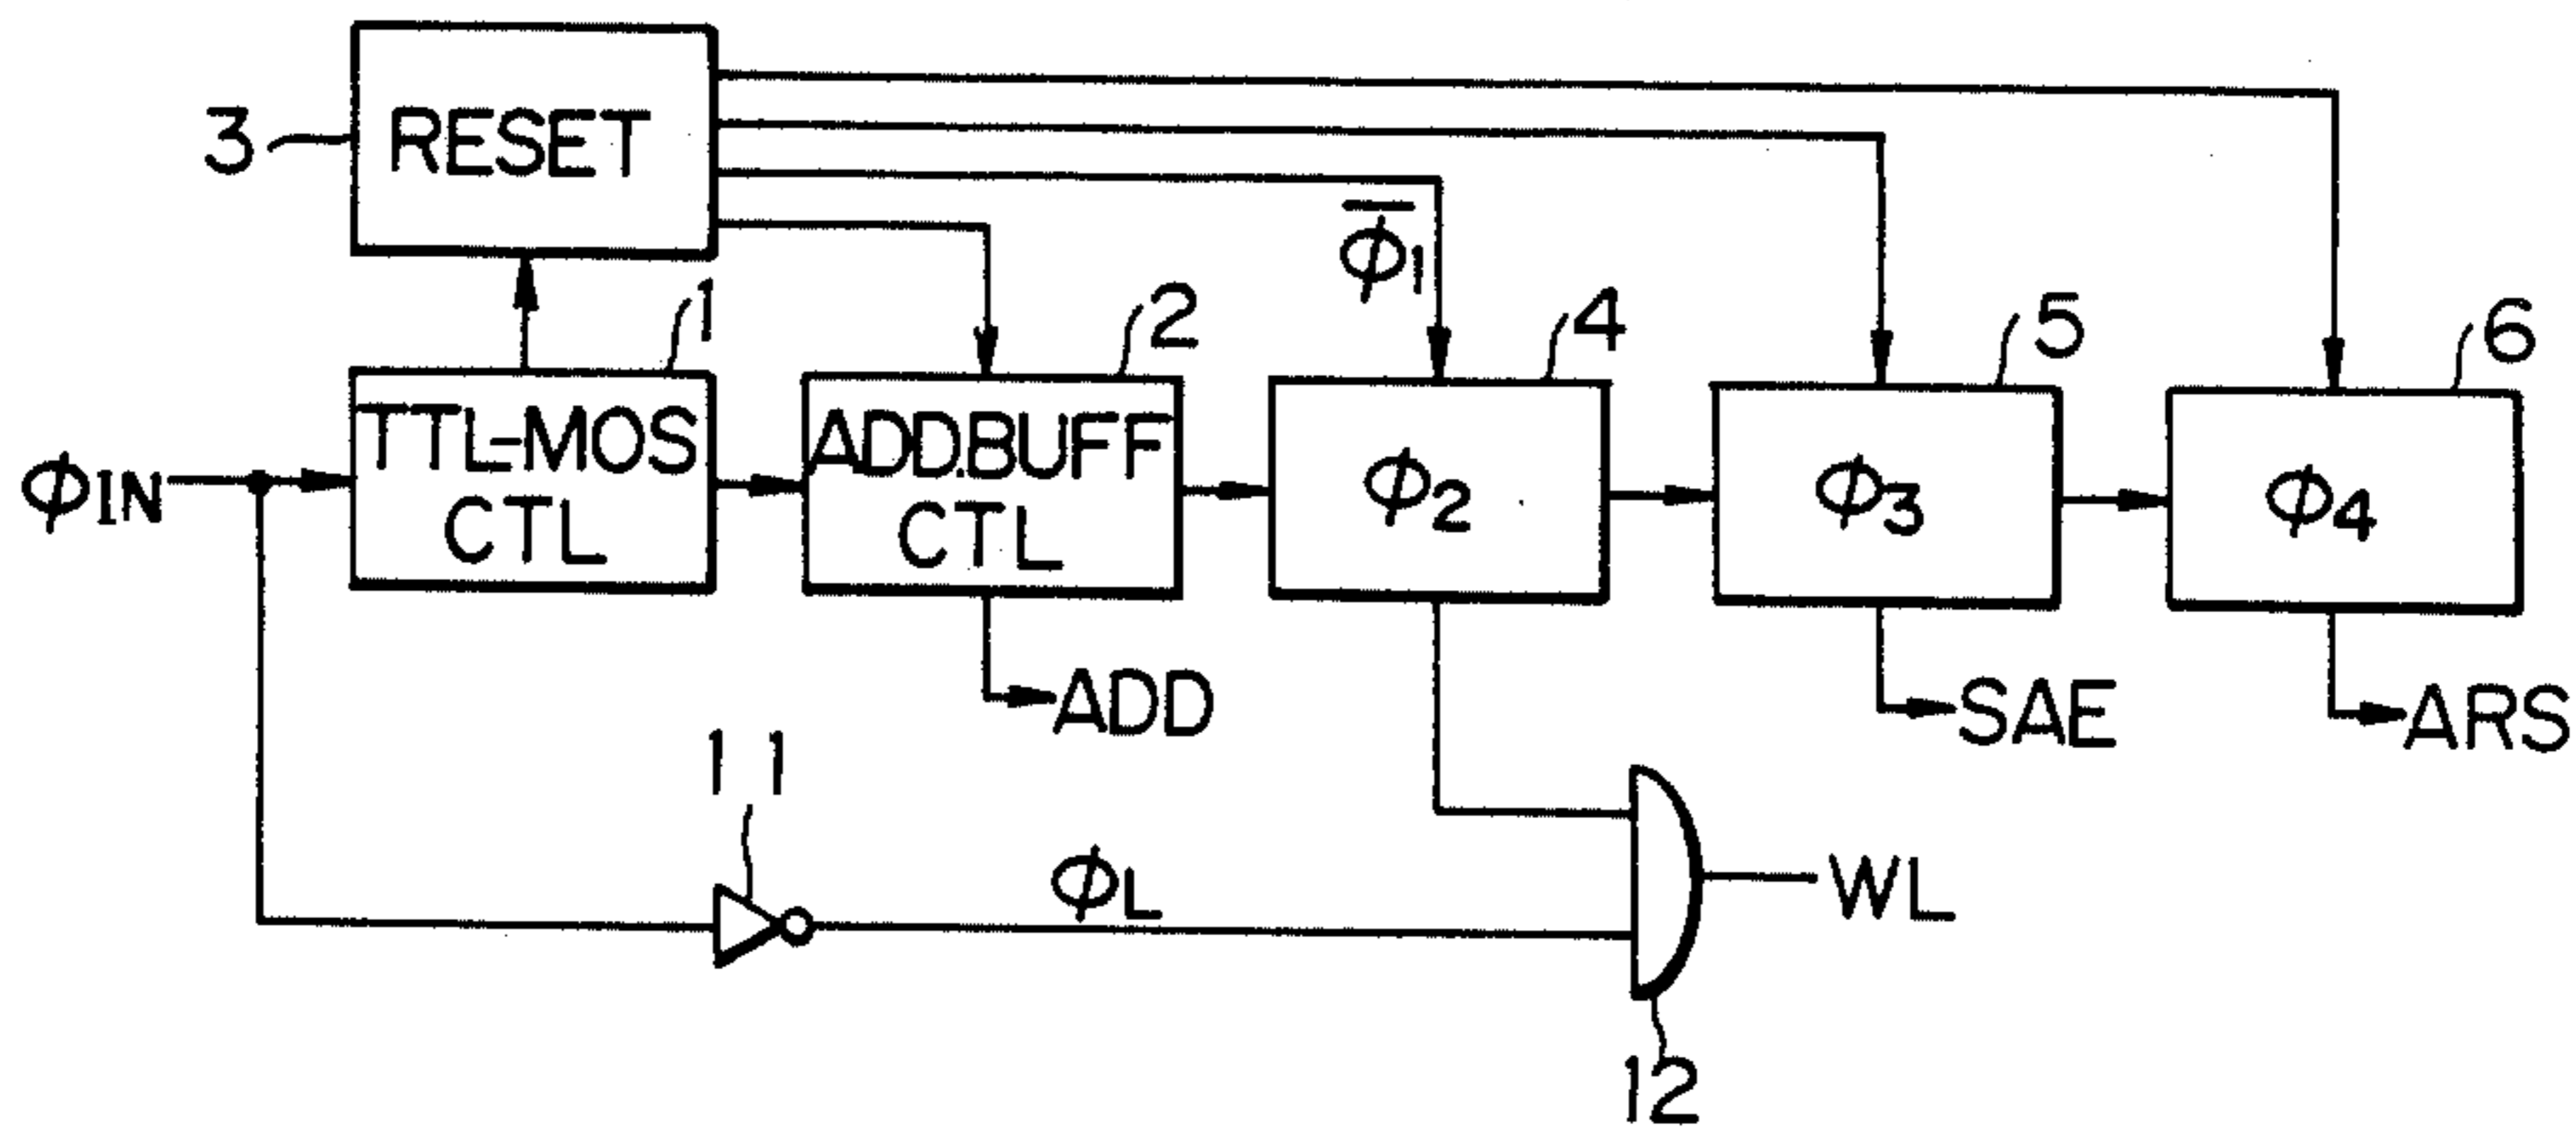 3
RESET
φ̅1
1
2
4
5
6
φIN
TTL-MOS
CTL
ADD.BUFF
CTL
φ2
φ3
φ4
ADD
SAE
ARS
11
φL
WL
12